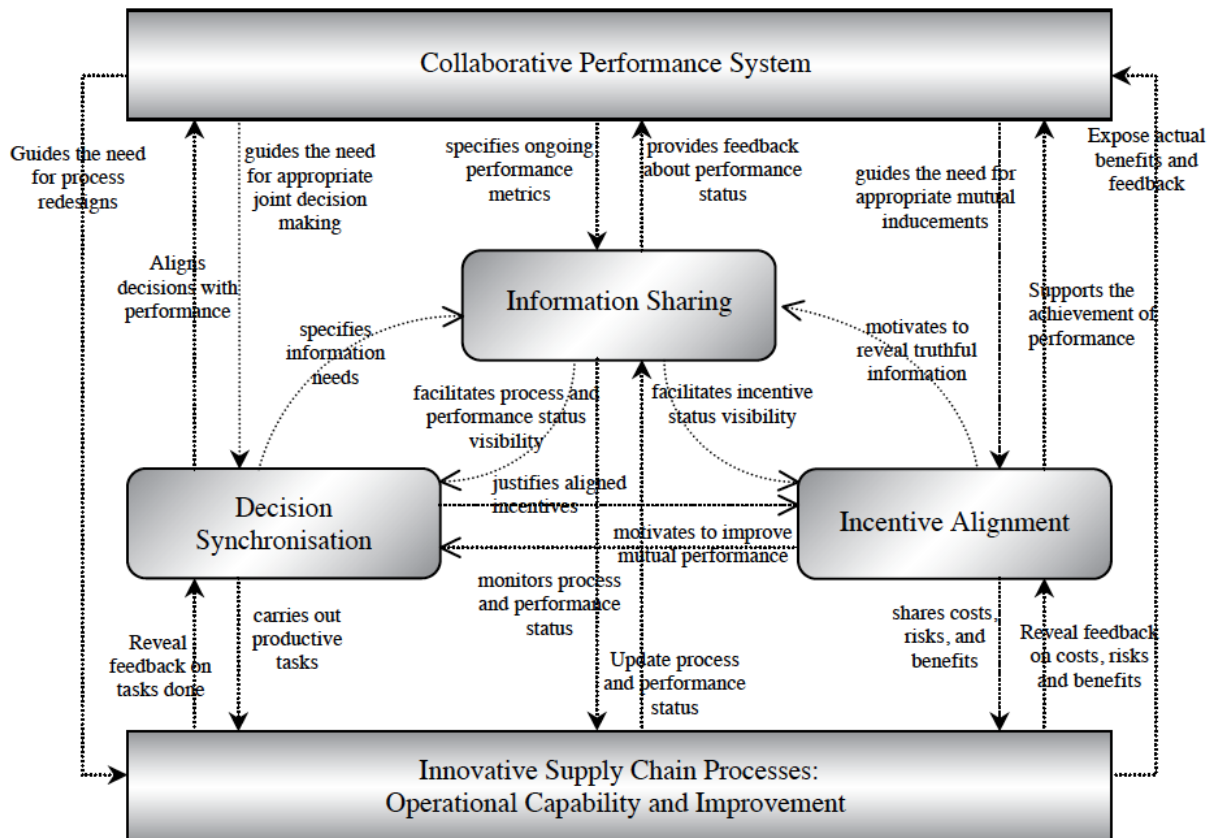 Collaborative Performance System
Guides the need
for process
redesigns
guides the need
for appropriate
joint decision
making
specifies ongoing
performance
metrics
provides feedback
about performance
status
guides the need for
appropriate mutual
inducements
Expose actual
benefits and
feedback
Aligns
decisions with
performance
Information Sharing
Supports the
achievement of
performance
specifies
information
needs
motivates to
reveal truthful
information
facilitates process and
performance status
visibility
facilitates incentive
status visibility
Decision
Synchronisation
justifies aligned
incentives
motivates to improve
mutual performance
Incentive Alignment
monitors process
and performance
status
carries out
productive
tasks
Reveal
feedback on
tasks done
Update process
and performance
status
shares costs,
risks, and
benefits
Reveal feedback
on costs, risks
and benefits
Innovative Supply Chain Processes:
Operational Capability and Improvement